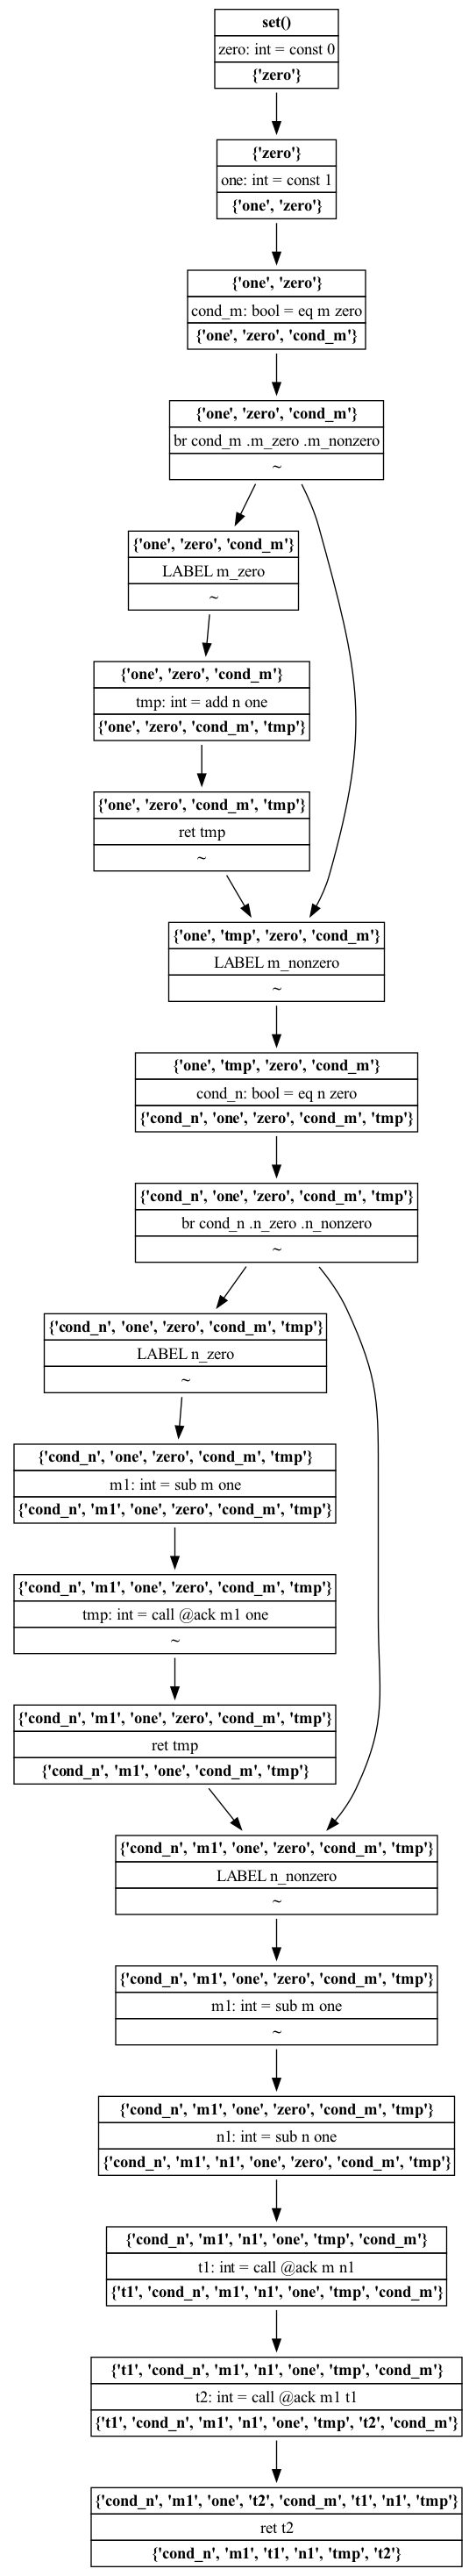 set()
zero: int = const 0
{'zero'}
{'zero'}
one: int = const 1
{'one', 'zero'}
{'one', 'zero'}
cond_m: bool = eq m zero
{'one', 'zero', 'cond_m'}
{'one', 'zero', 'cond_m'}
br cond_m .m_zero .m_nonzero
~
{'one', 'zero', 'cond_m'}
LABEL m_zero
~
{'one', 'zero', 'cond_m'}
tmp: int = add n one
{'one', 'zero', 'cond_m', 'tmp'}
{'one', 'zero', 'cond_m', 'tmp'}
ret tmp
~
{'one', 'tmp', 'zero', 'cond_m'}
LABEL m_nonzero
~
{'one', 'tmp', 'zero', 'cond_m'}
cond_n: bool = eq n zero
{'cond_n', 'one', 'zero', 'cond_m', 'tmp'}
{'cond_n', 'one', 'zero', 'cond_m', 'tmp'}
br cond_n .n_zero .n_nonzero
~
{'cond_n', 'one', 'zero', 'cond_m', 'tmp'}
LABEL n_zero
~
{'cond_n', 'one', 'zero', 'cond_m', 'tmp'}
m1: int = sub m one
{'cond_n', 'm1', 'one', 'zero', 'cond_m', 'tmp'}
{'cond_n', 'm1', 'one', 'zero', 'cond_m', 'tmp'}
tmp: int = call @ack m1 one
~
{'cond_n', 'm1', 'one', 'zero', 'cond_m', 'tmp'}
ret tmp
{'cond_n', 'm1', 'one', 'cond_m', 'tmp'}
{'cond_n', 'm1', 'one', 'zero', 'cond_m', 'tmp'}
LABEL n_nonzero
~
{'cond_n', 'm1', 'one', 'zero', 'cond_m', 'tmp'}
m1: int = sub m one
~
{'cond_n', 'm1', 'one', 'zero', 'cond_m', 'tmp'}
n1: int = sub n one
{'cond_n', 'm1', 'n1', 'one', 'zero', 'cond_m', 'tmp'}
{'cond_n', 'm1', 'n1', 'one', 'tmp', 'cond_m'}
t1: int = call @ack m n1
{'t1', 'cond_n', 'm1', 'n1', 'one', 'tmp', 'cond_m'}
{'t1', 'cond_n', 'm1', 'n1', 'one', 'tmp', 'cond_m'}
t2: int = call @ack m1 t1
{'t1', 'cond_n', 'm1', 'n1', 'one', 'tmp', 't2', 'cond_m'}
{'cond_n', 'm1', 'one', 't2', 'cond_m', 't1', 'n1', 'tmp'}
ret t2
{'cond_n', 'm1', 't1', 'n1', 'tmp', 't2'}